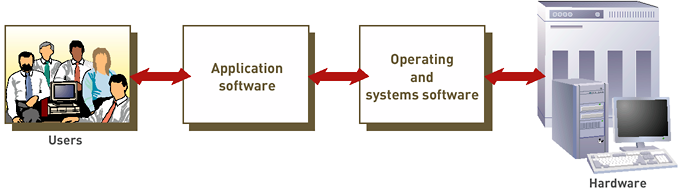 Users
Application
software
Operating
and
systems software
Hardware